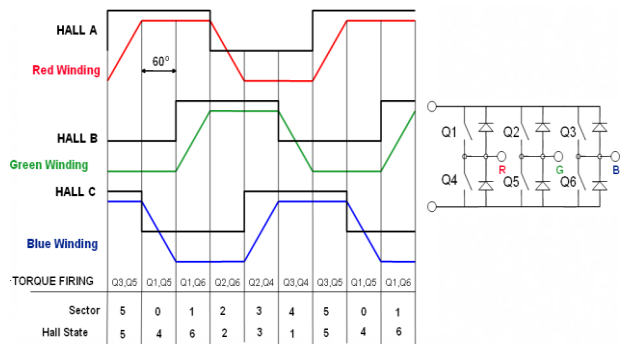 HALL A
Red Winding
60°
HALL B
Green Winding
HALL C
Blue Winding
·TORQUE FIRING Q3,Q5 Q1,Q5 Q1,Q6 Q2,Q6 Q2,Q4 Q3,Q4 Q3,Q5 Q1,Q5 Q1,Q6
Sector 5 0 1 2 3 4 5 0 1
Hall State 5 4 6 2 3 1 5 4 6
Q1 Q2 Q3
R G B
Q4 Q5 Q6